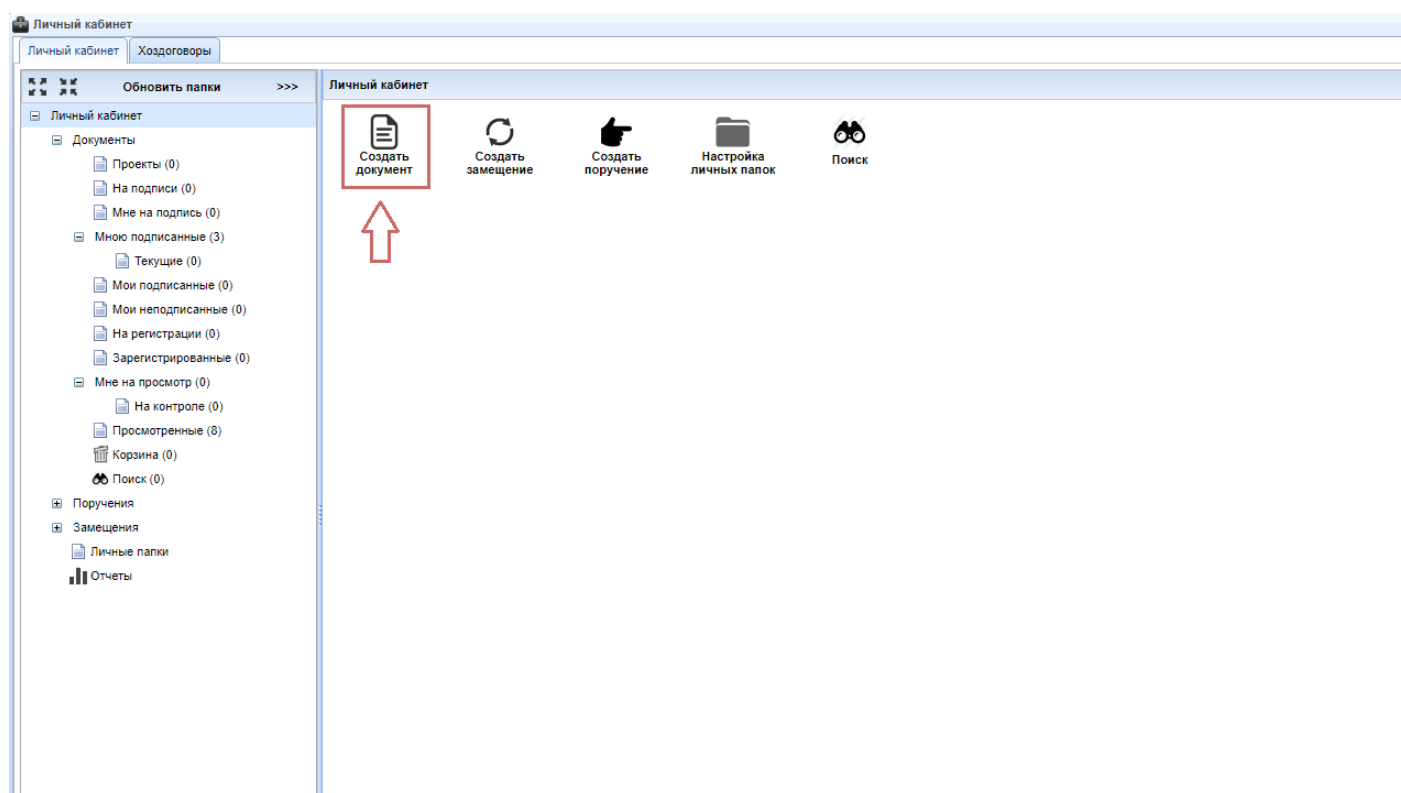 Личный кабинет
Личный кабинет Хоздоговоры
Обновить папки >>>
Личный кабинет
Документы
Проекты (0)
На подписи (0)
Мне на подпись (0)
Мною подписанные (3)
Текущие (0)
Мои подписанные (0)
Мои неподписанные (0)
На регистрации (0)
Зарегистрированные (0)
Мне на просмотр (0)
На контроле (0)
Просмотренные (8)
Корзина (0)
Поиск (0)
Поручения
Замещения
Личные папки
Отчеты
Личный кабинет
Создать
документ
Создать
замещение
Создать
поручение
Настройка
личных папок
Поиск